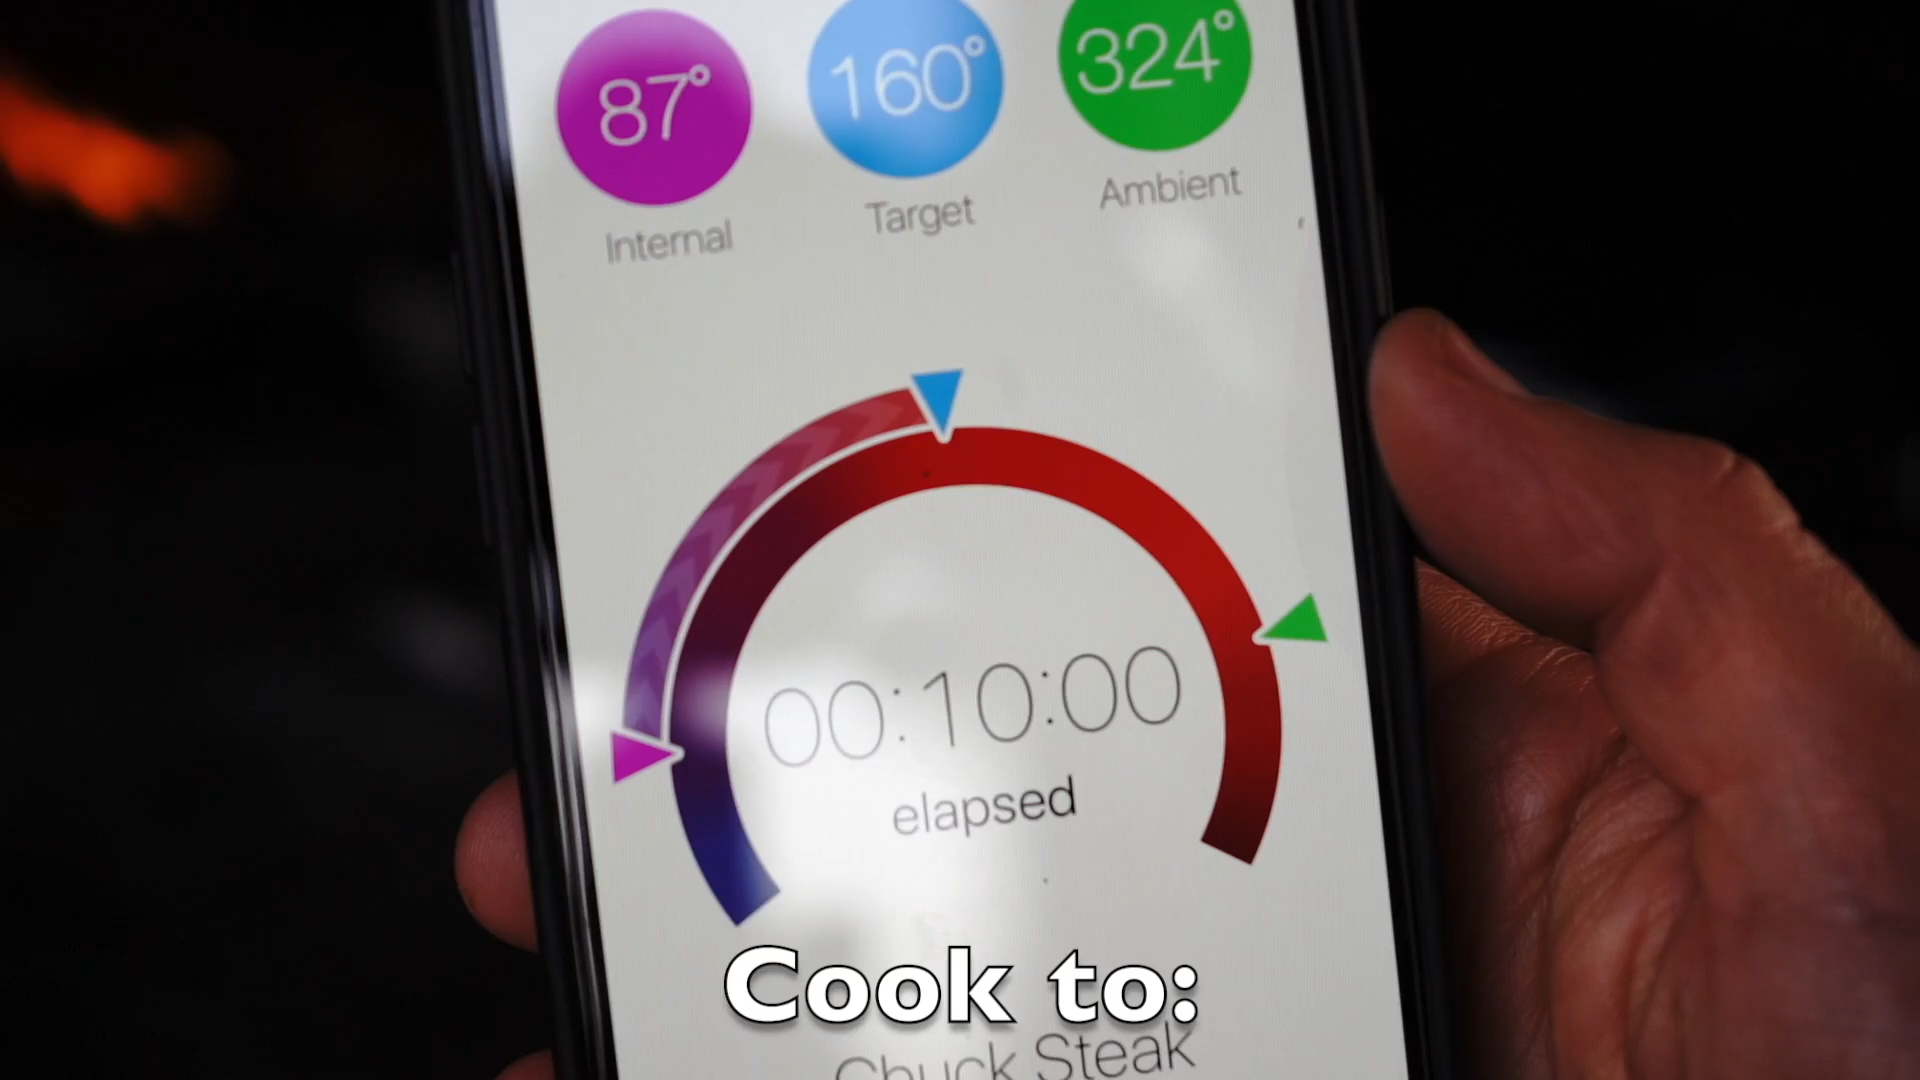 87° 160° 324°
Internal Target Ambient
00:10:00
elapsed
Cook to:
Chuck Steak